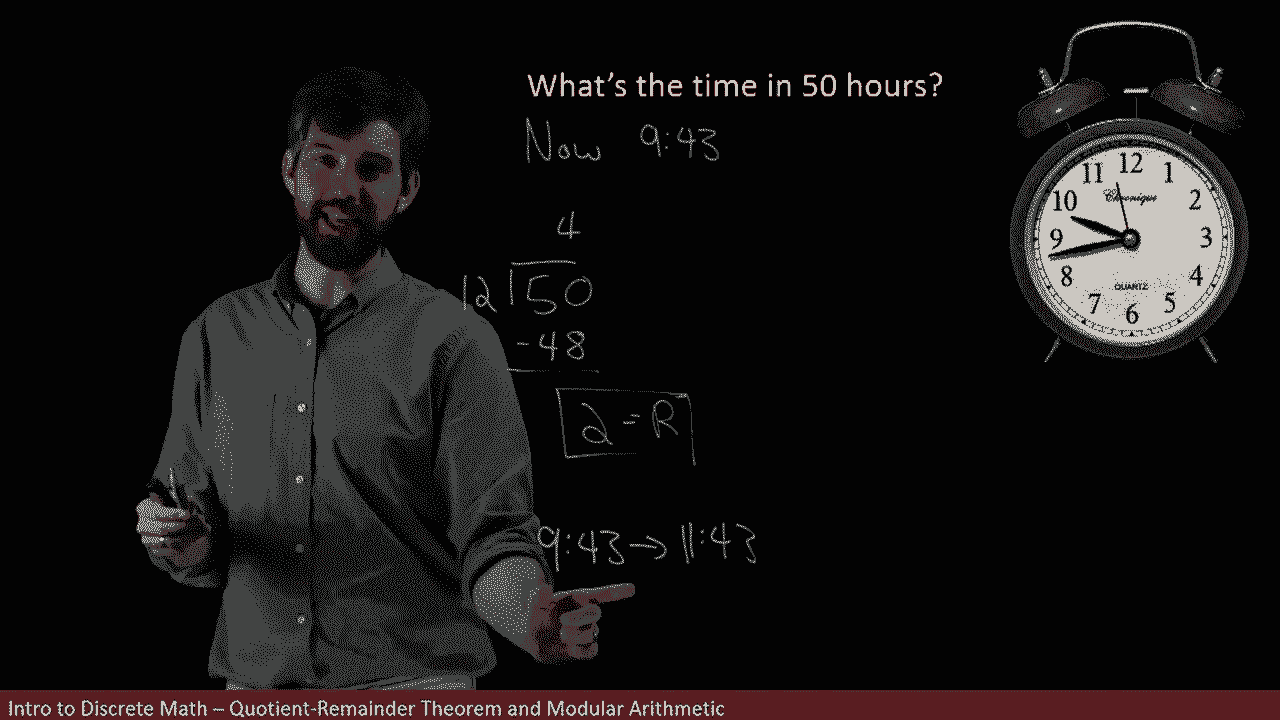 What's the time in 50 hours?
Now 9:43
4
12 50
-48
2 = R
9:43 → 11:43
12
11 1
10 2
Chronique
9 3
8 4
QUARTZ
7 5
6
Intro to Discrete Math – Quotient-Remainder Theorem and Modular Arithmetic